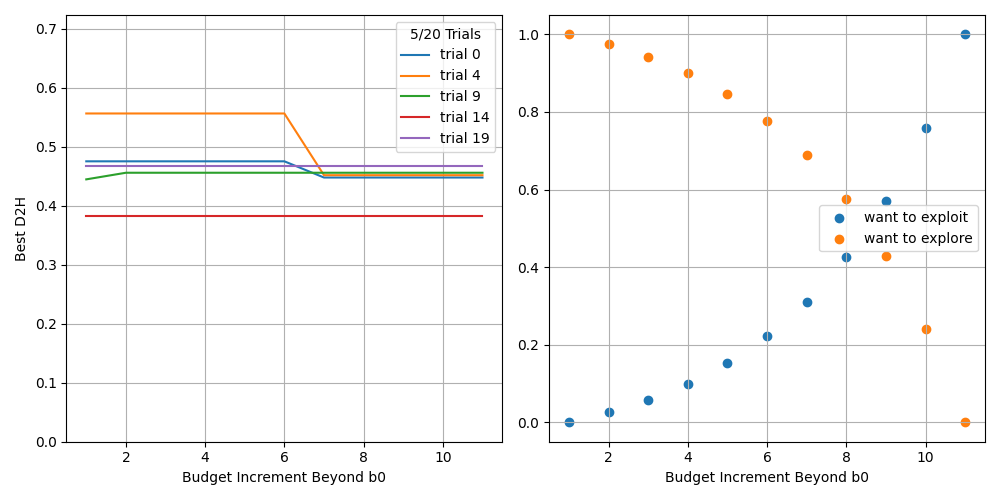 0.7
0.6
0.5
0.4
0.3
0.2
0.1
0.0
Best D2H
2 4 6 8 10
Budget Increment Beyond b0
5/20 Trials
trial 0
trial 4
trial 9
trial 14
trial 19
1.0
0.8
0.6
0.4
0.2
0.0
2 4 6 8 10
Budget Increment Beyond b0
want to exploit
want to explore